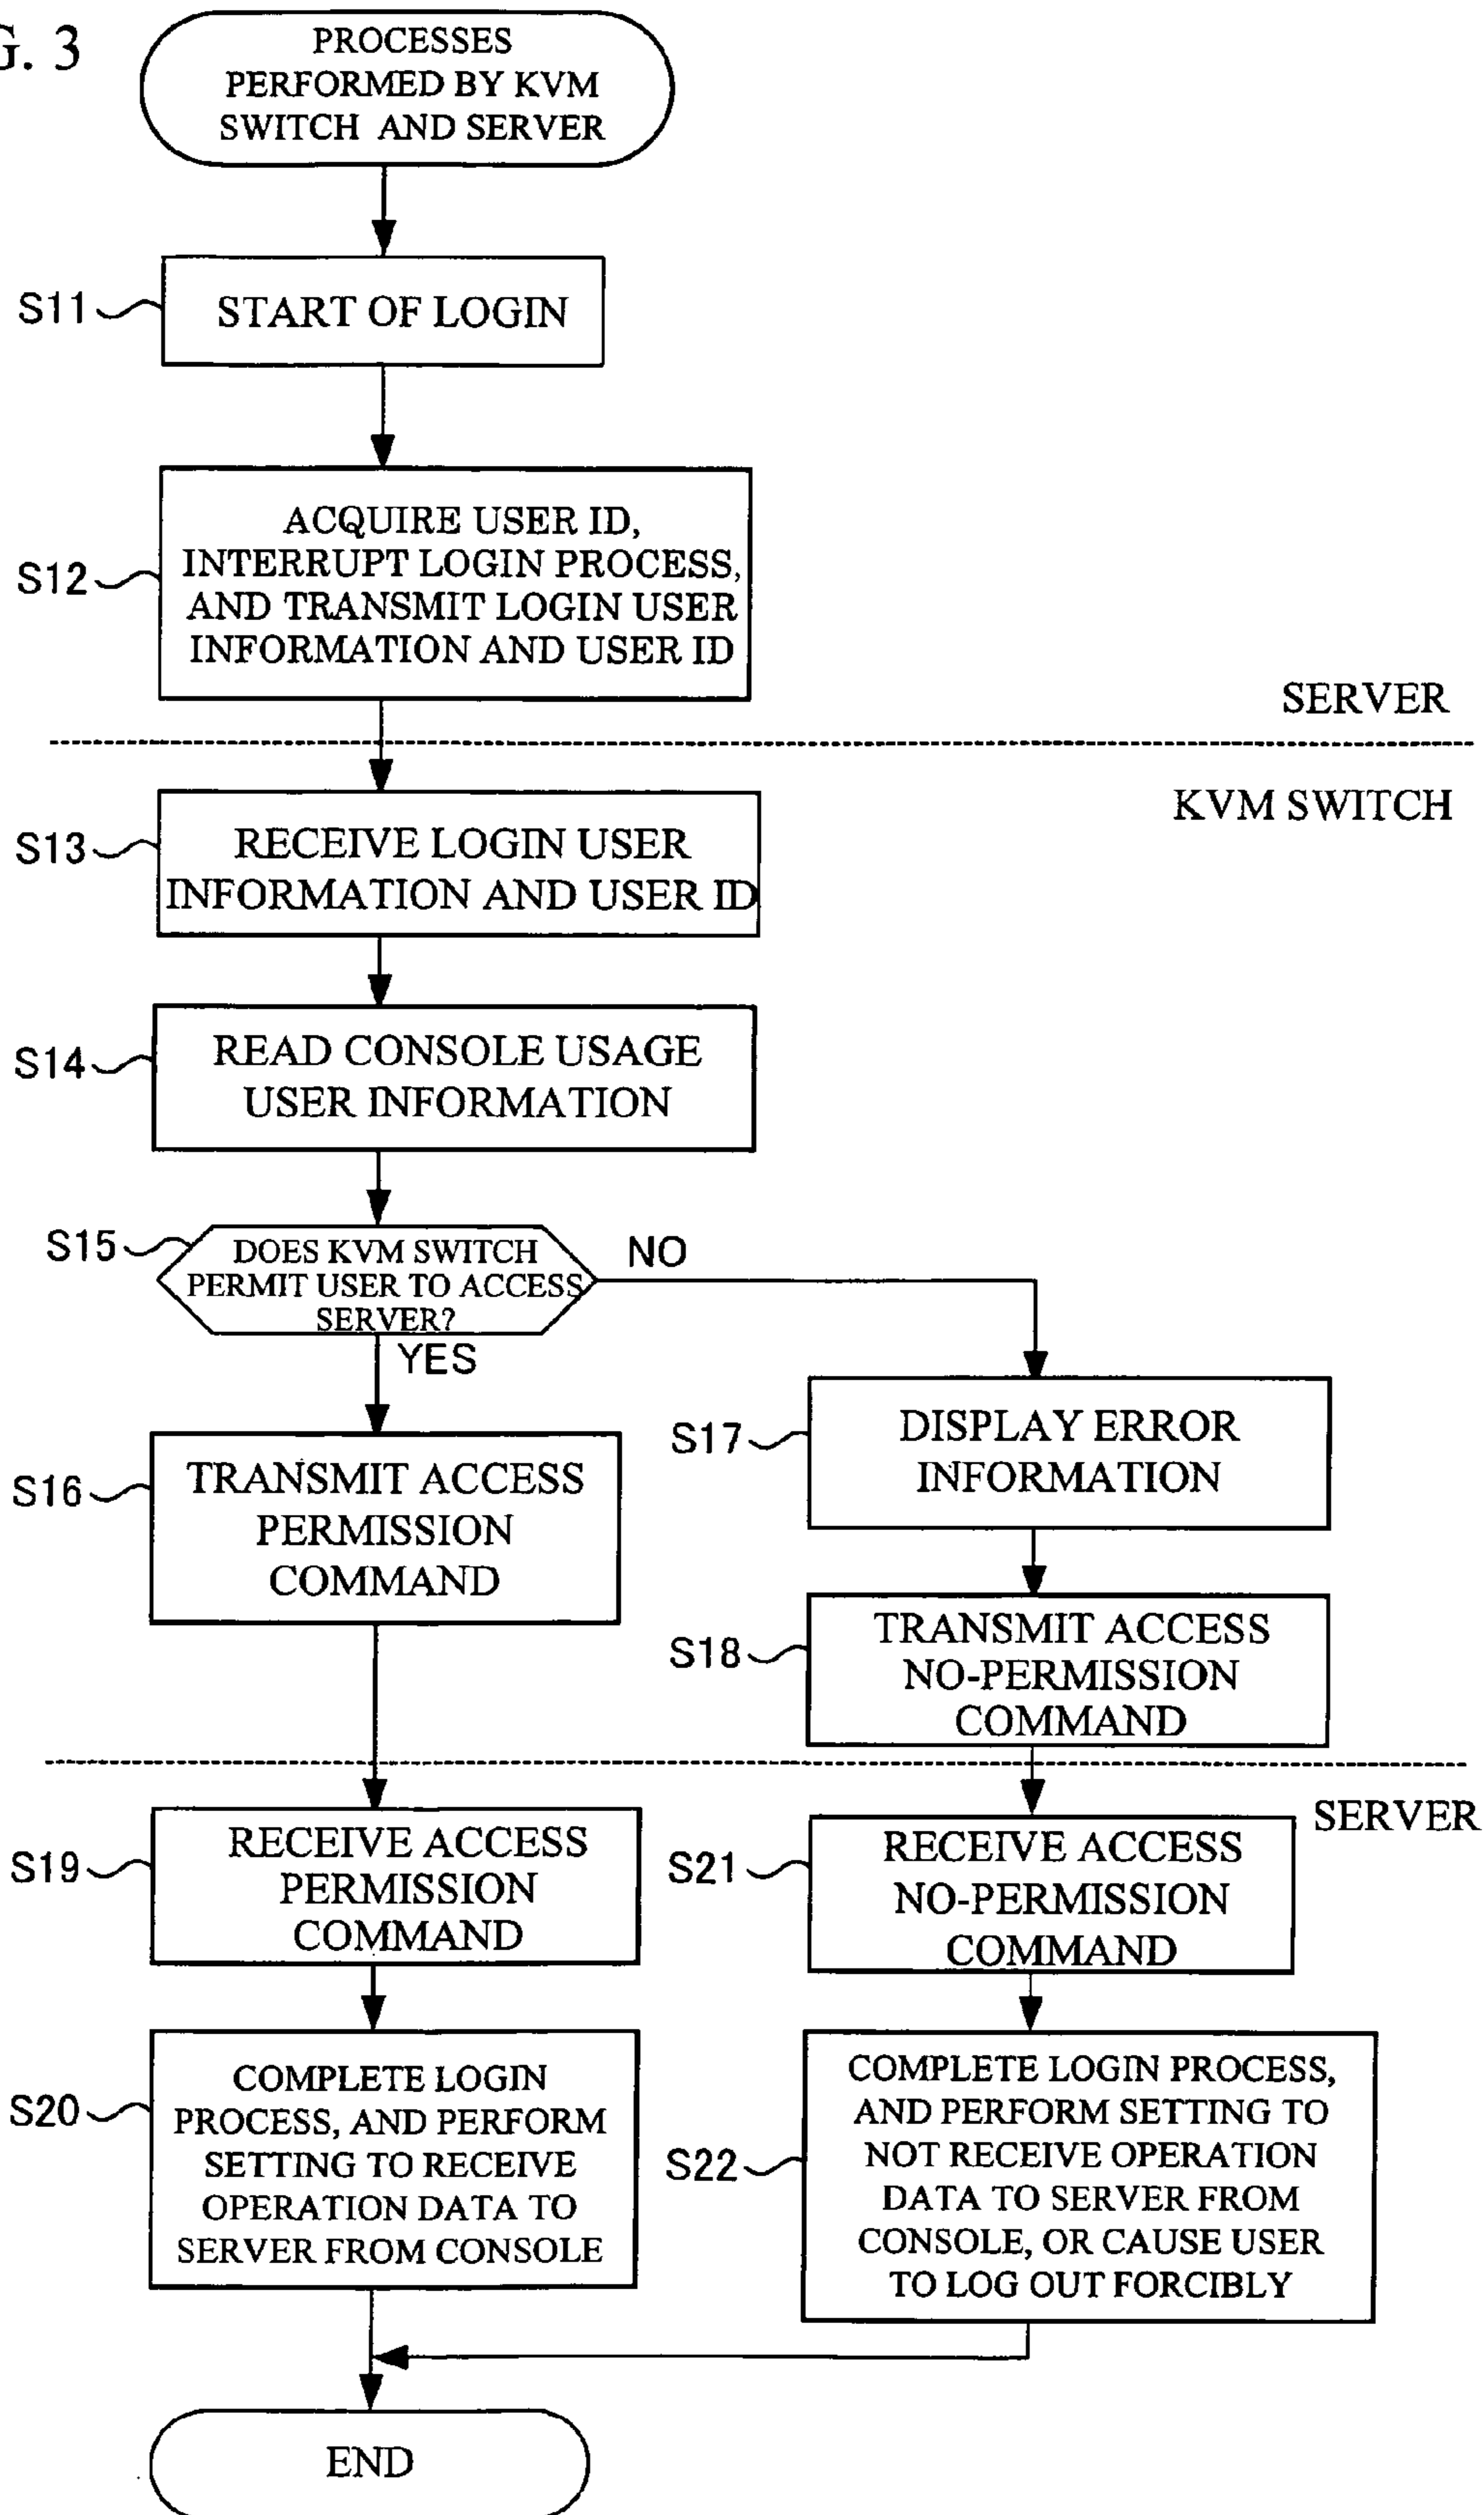 G. 3
PROCESSES
PERFORMED BY KVM
SWITCH AND SERVER
S11
START OF LOGIN
S12
ACQUIRE USER ID,
INTERRUPT LOGIN PROCESS,
AND TRANSMIT LOGIN USER
INFORMATION AND USER ID
SERVER
KVM SWITCH
S13
RECEIVE LOGIN USER
INFORMATION AND USER ID
S14
READ CONSOLE USAGE
USER INFORMATION
S15
DOES KVM SWITCH
PERMIT USER TO ACCESS
SERVER?
NO
YES
S16
TRANSMIT ACCESS
PERMISSION
COMMAND
S17
DISPLAY ERROR
INFORMATION
S18
TRANSMIT ACCESS
NO-PERMISSION
COMMAND
SERVER
S19
RECEIVE ACCESS
PERMISSION
COMMAND
S21
RECEIVE ACCESS
NO-PERMISSION
COMMAND
S20
COMPLETE LOGIN
PROCESS, AND PERFORM
SETTING TO RECEIVE
OPERATION DATA TO
SERVER FROM CONSOLE
S22
COMPLETE LOGIN PROCESS,
AND PERFORM SETTING TO
NOT RECEIVE OPERATION
DATA TO SERVER FROM
CONSOLE, OR CAUSE USER
TO LOG OUT FORCIBLY
END